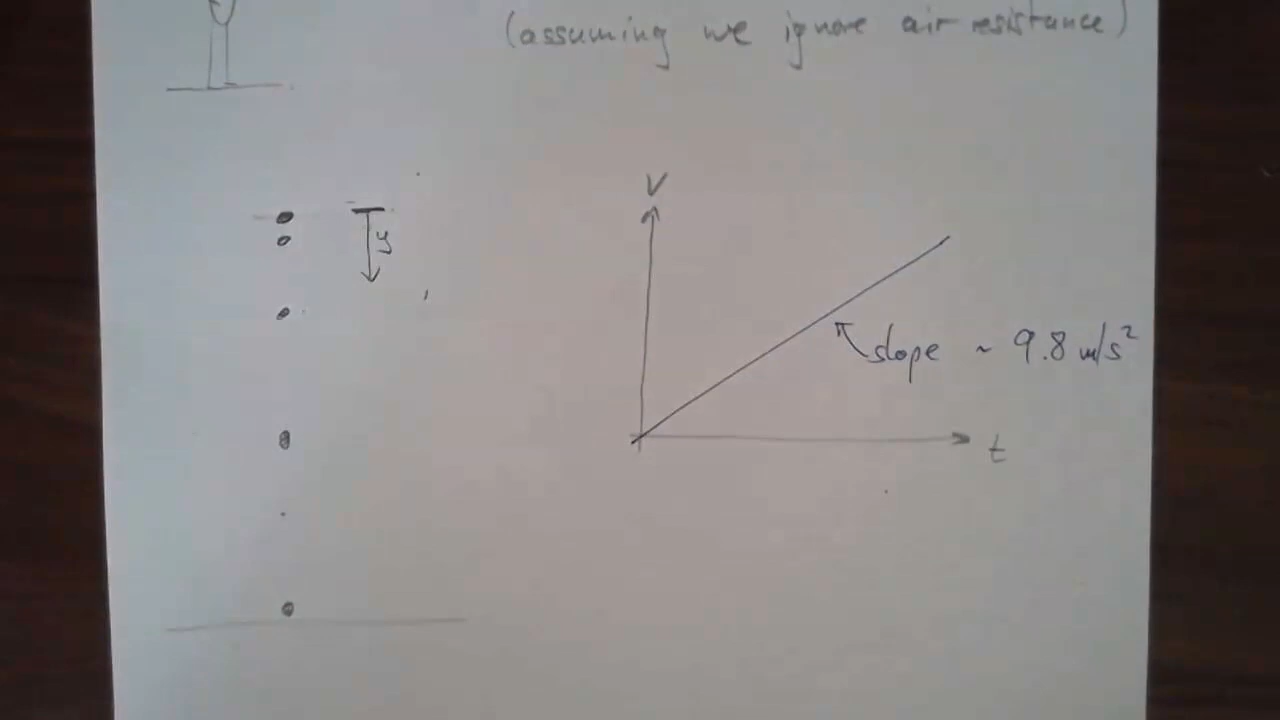 (assuming we ignore air resistance)
y
V
slope ~ 9.8 m/s²
t